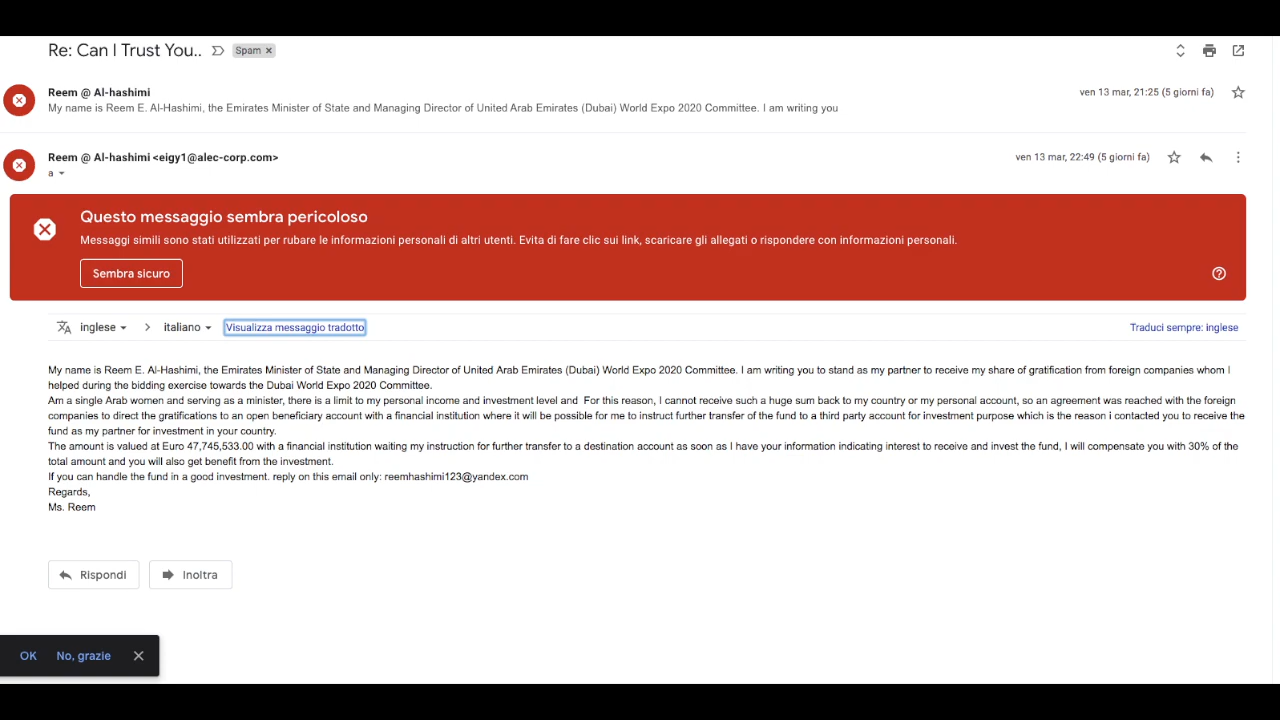 Re: Can I Trust You.. Spam ×
Reem @ Al-hashimi ven 13 mar, 21:25 (5 giorni fa)
My name is Reem E. Al-Hashimi, the Emirates Minister of State and Managing Director of United Arab Emirates (Dubai) World Expo 2020 Committee. I am writing you
Reem @ Al-hashimi <eigy1@alec-corp.com> ven 13 mar, 22:49 (5 giorni fa)
a
Questo messaggio sembra pericoloso
Messaggi simili sono stati utilizzati per rubare le informazioni personali di altri utenti. Evita di fare clic sui link, scaricare gli allegati o rispondere con informazioni personali.
Sembra sicuro
inglese > italiano Visualizza messaggio tradotto Traduci sempre: inglese
My name is Reem E. Al-Hashimi, the Emirates Minister of State and Managing Director of United Arab Emirates (Dubai) World Expo 2020 Committee. I am writing you to stand as my partner to receive my share of gratification from foreign companies whom I
helped during the bidding exercise towards the Dubai World Expo 2020 Committee.
Am a single Arab women and serving as a minister, there is a limit to my personal income and investment level and For this reason, I cannot receive such a huge sum back to my country or my personal account, so an agreement was reached with the foreign
companies to direct the gratifications to an open beneficiary account with a financial institution where it will be possible for me to instruct further transfer of the fund to a third party account for investment purpose which is the reason i contacted you to receive the
fund as my partner for investment in your country.
The amount is valued at Euro 47,745,533.00 with a financial institution waiting my instruction for further transfer to a destination account as soon as I have your information indicating interest to receive and invest the fund, I will compensate you with 30% of the
total amount and you will also get benefit from the investment.
If you can handle the fund in a good investment. reply on this email only: reemhashimi123@yandex.com
Regards,
Ms. Reem
Rispondi Inoltra
OK No, grazie